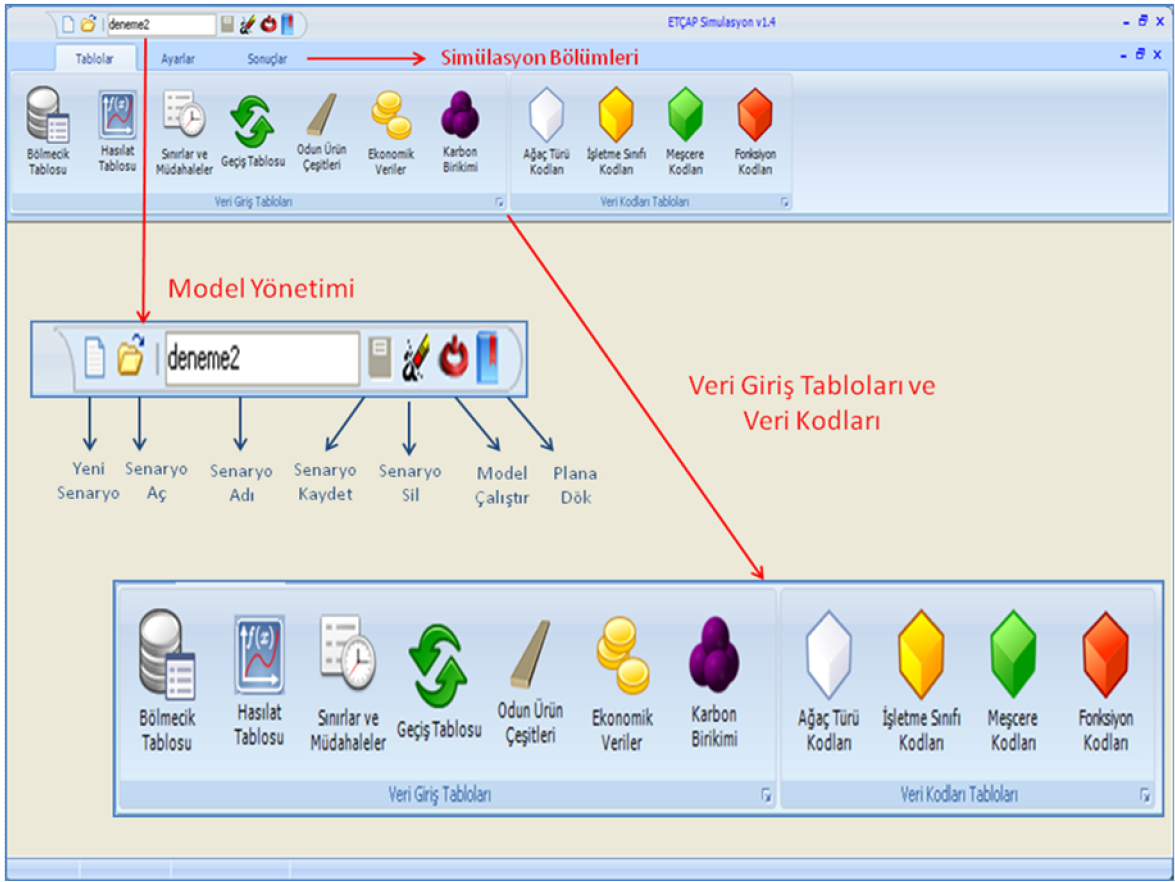 deneme2
ETÇAP Simulasyon v1.4
Tablolar Ayarlar Sonuçlar Simülasyon Bölümleri
Bölmecik Tablosu
Hasılat Tablosu
Sınırlar ve Müdahaleler
Geçiş Tablosu
Odun Ürün Çeşitleri
Ekonomik Veriler
Karbon Birikimi
Ağaç Türü Kodları
İşletme Sınıfı Kodları
Meşcere Kodları
Fonksiyon Kodları
Veri Giriş Tabloları
Veri Kodları Tabloları
Model Yönetimi
deneme2
Yeni Senaryo
Senaryo Aç
Senaryo Adı
Senaryo Kaydet
Senaryo Sil
Model Çalıştır
Plana Dök
Veri Giriş Tabloları ve
Veri Kodları
Bölmecik Tablosu
Hasılat Tablosu
Sınırlar ve Müdahaleler
Geçiş Tablosu
Odun Ürün Çeşitleri
Ekonomik Veriler
Karbon Birikimi
Ağaç Türü Kodları
İşletme Sınıfı Kodları
Meşcere Kodları
Fonksiyon Kodları
Veri Giriş Tabloları
Veri Kodları Tabloları